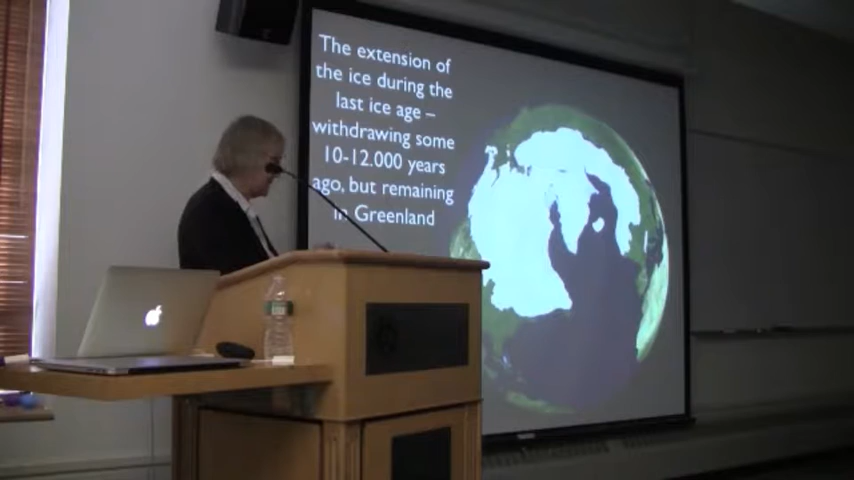 The extension of
the ice during the
last ice age –
withdrawing some
10-12.000 years
ago, but remaining
in Greenland